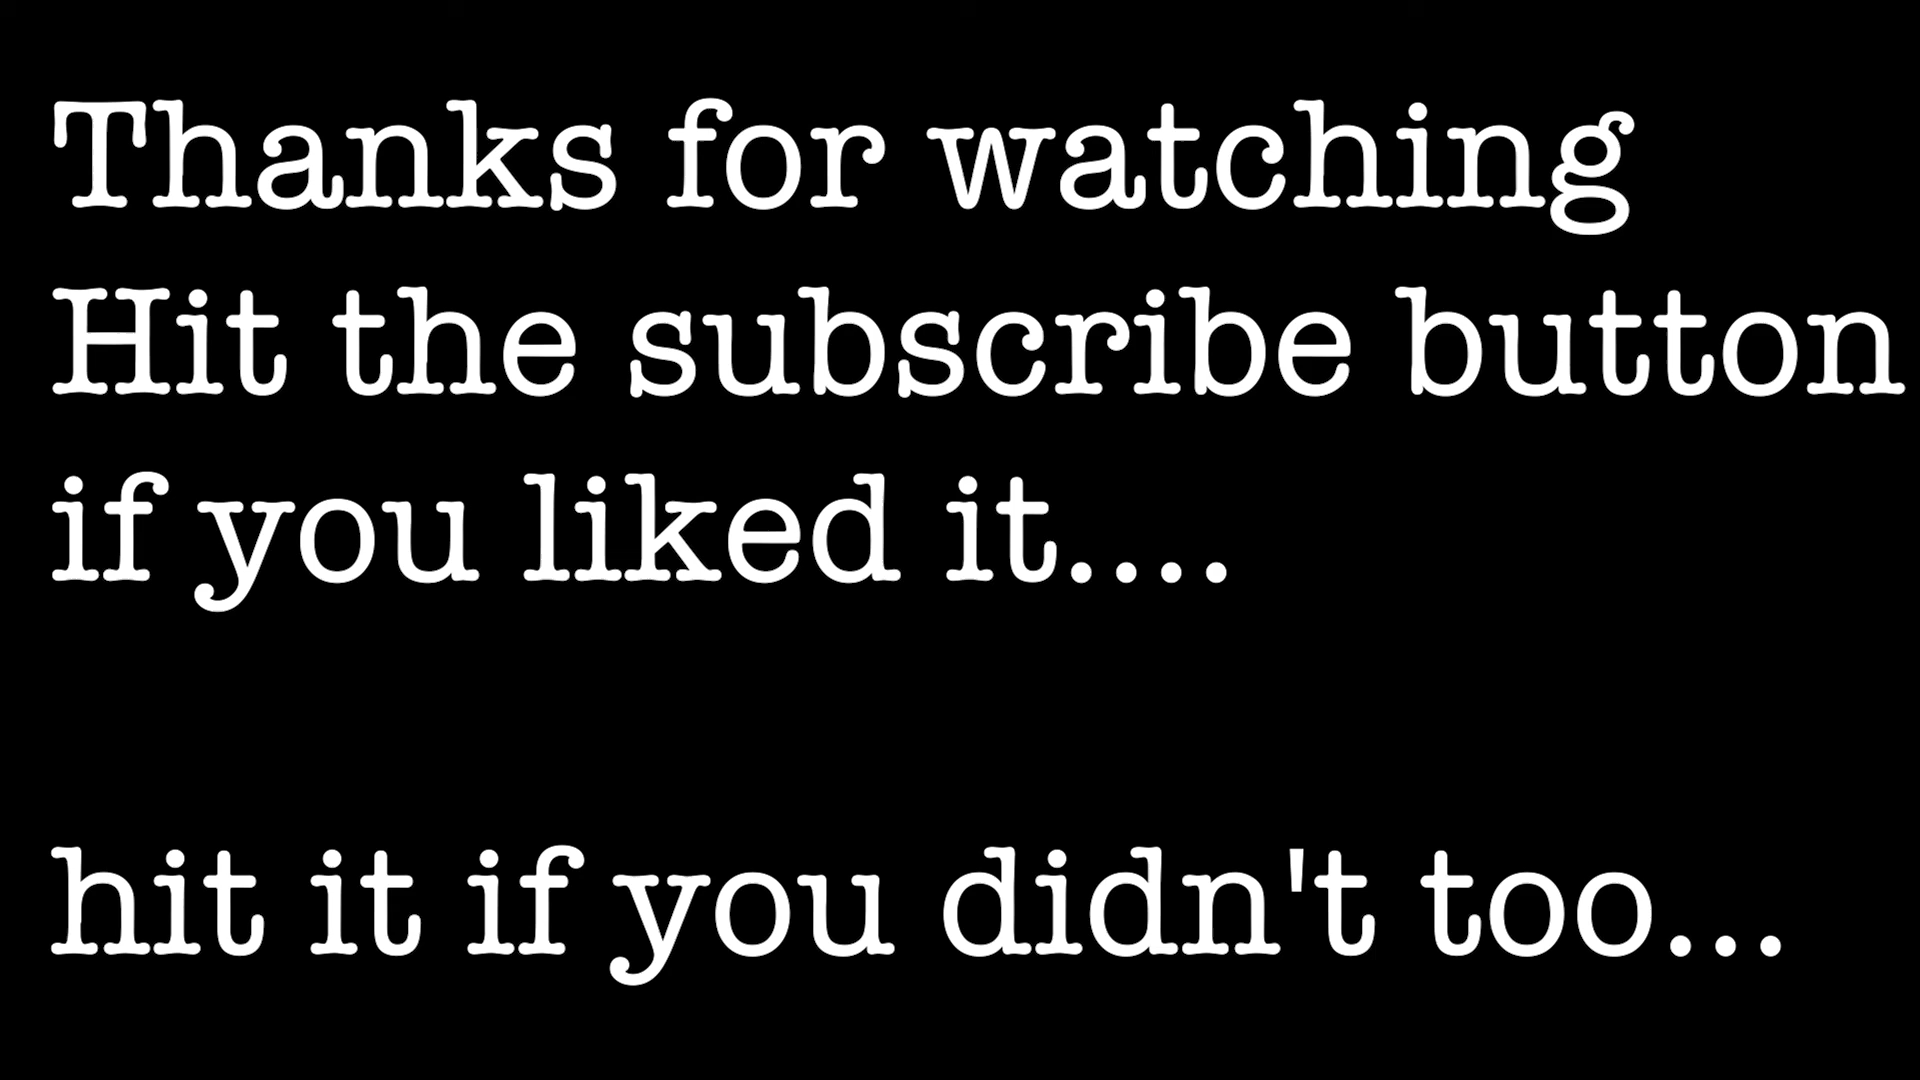 Thanks for watching
Hit the subscribe button
if you liked it....
hit it if you didn't too...